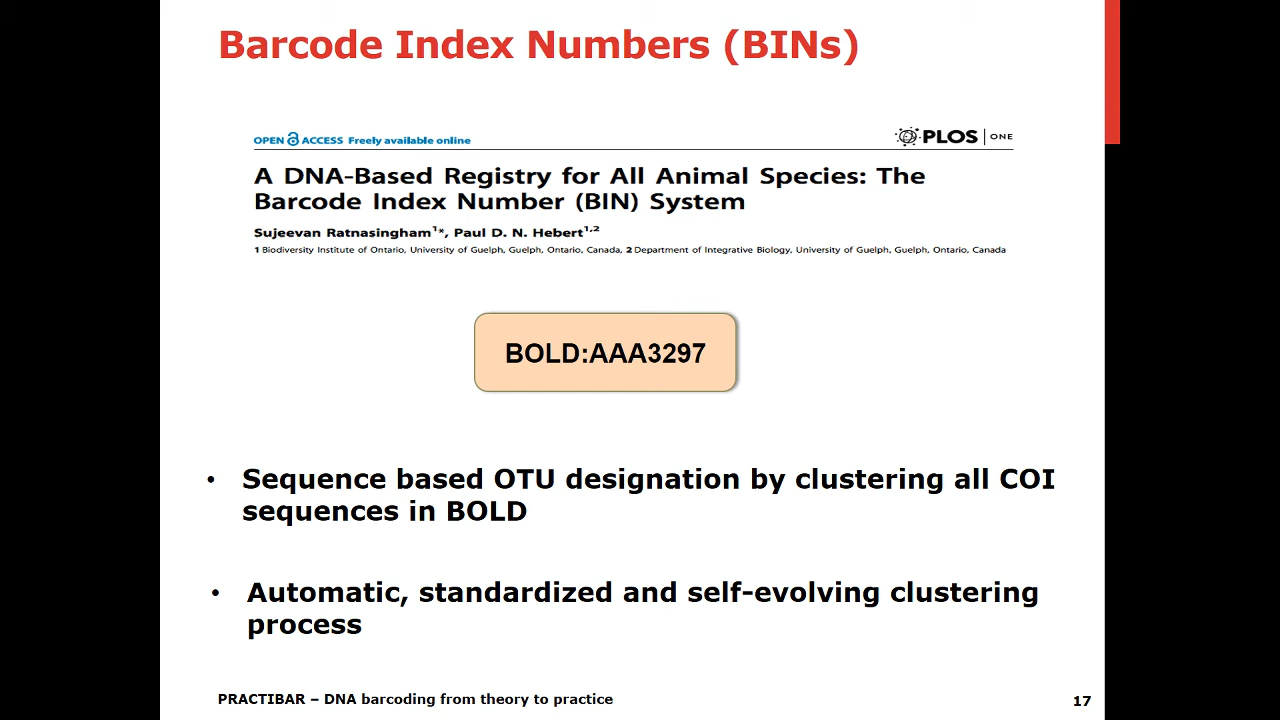 Barcode Index Numbers (BINs)
OPEN ACCESS Freely available online
PLOS ONE
A DNA-Based Registry for All Animal Species: The
Barcode Index Number (BIN) System
Sujeevan Ratnasingham1*, Paul D. N. Hebert1,2
1 Biodiversity Institute of Ontario, University of Guelph, Guelph, Ontario, Canada, 2 Department of Integrative Biology, University of Guelph, Guelph, Ontario, Canada
BOLD:AAA3297
• Sequence based OTU designation by clustering all COI
sequences in BOLD
• Automatic, standardized and self-evolving clustering
process
PRACTIBAR – DNA barcoding from theory to practice
17